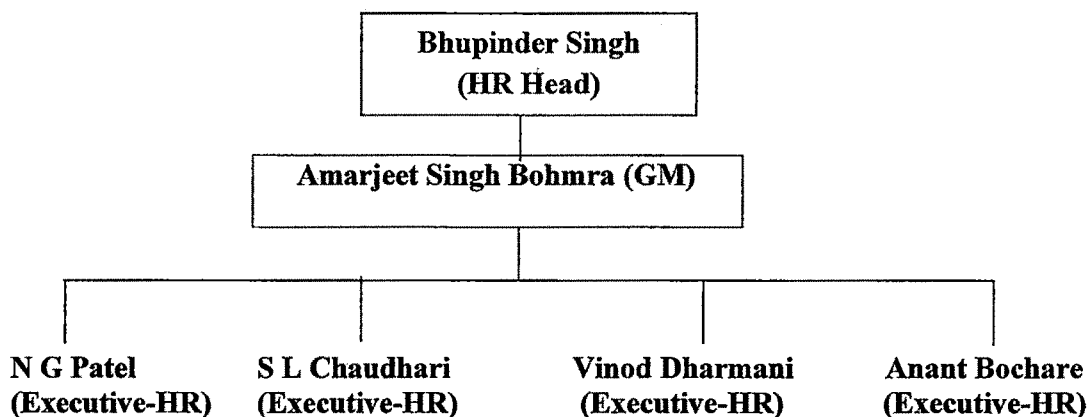 Bhupinder Singh
(HR Head)
Amarjeet Singh Bohmra (GM)
N G Patel
(Executive-HR)
S L Chaudhari
(Executive-HR)
Vinod Dharmani
(Executive-HR)
Anant Bochare
(Executive-HR)